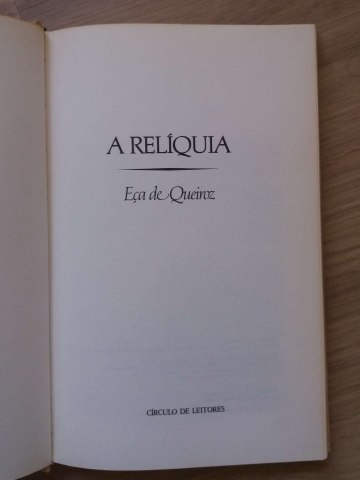 A RELÍQUIA
Eça de Queiroz
CÍRCULO DE LEITORES